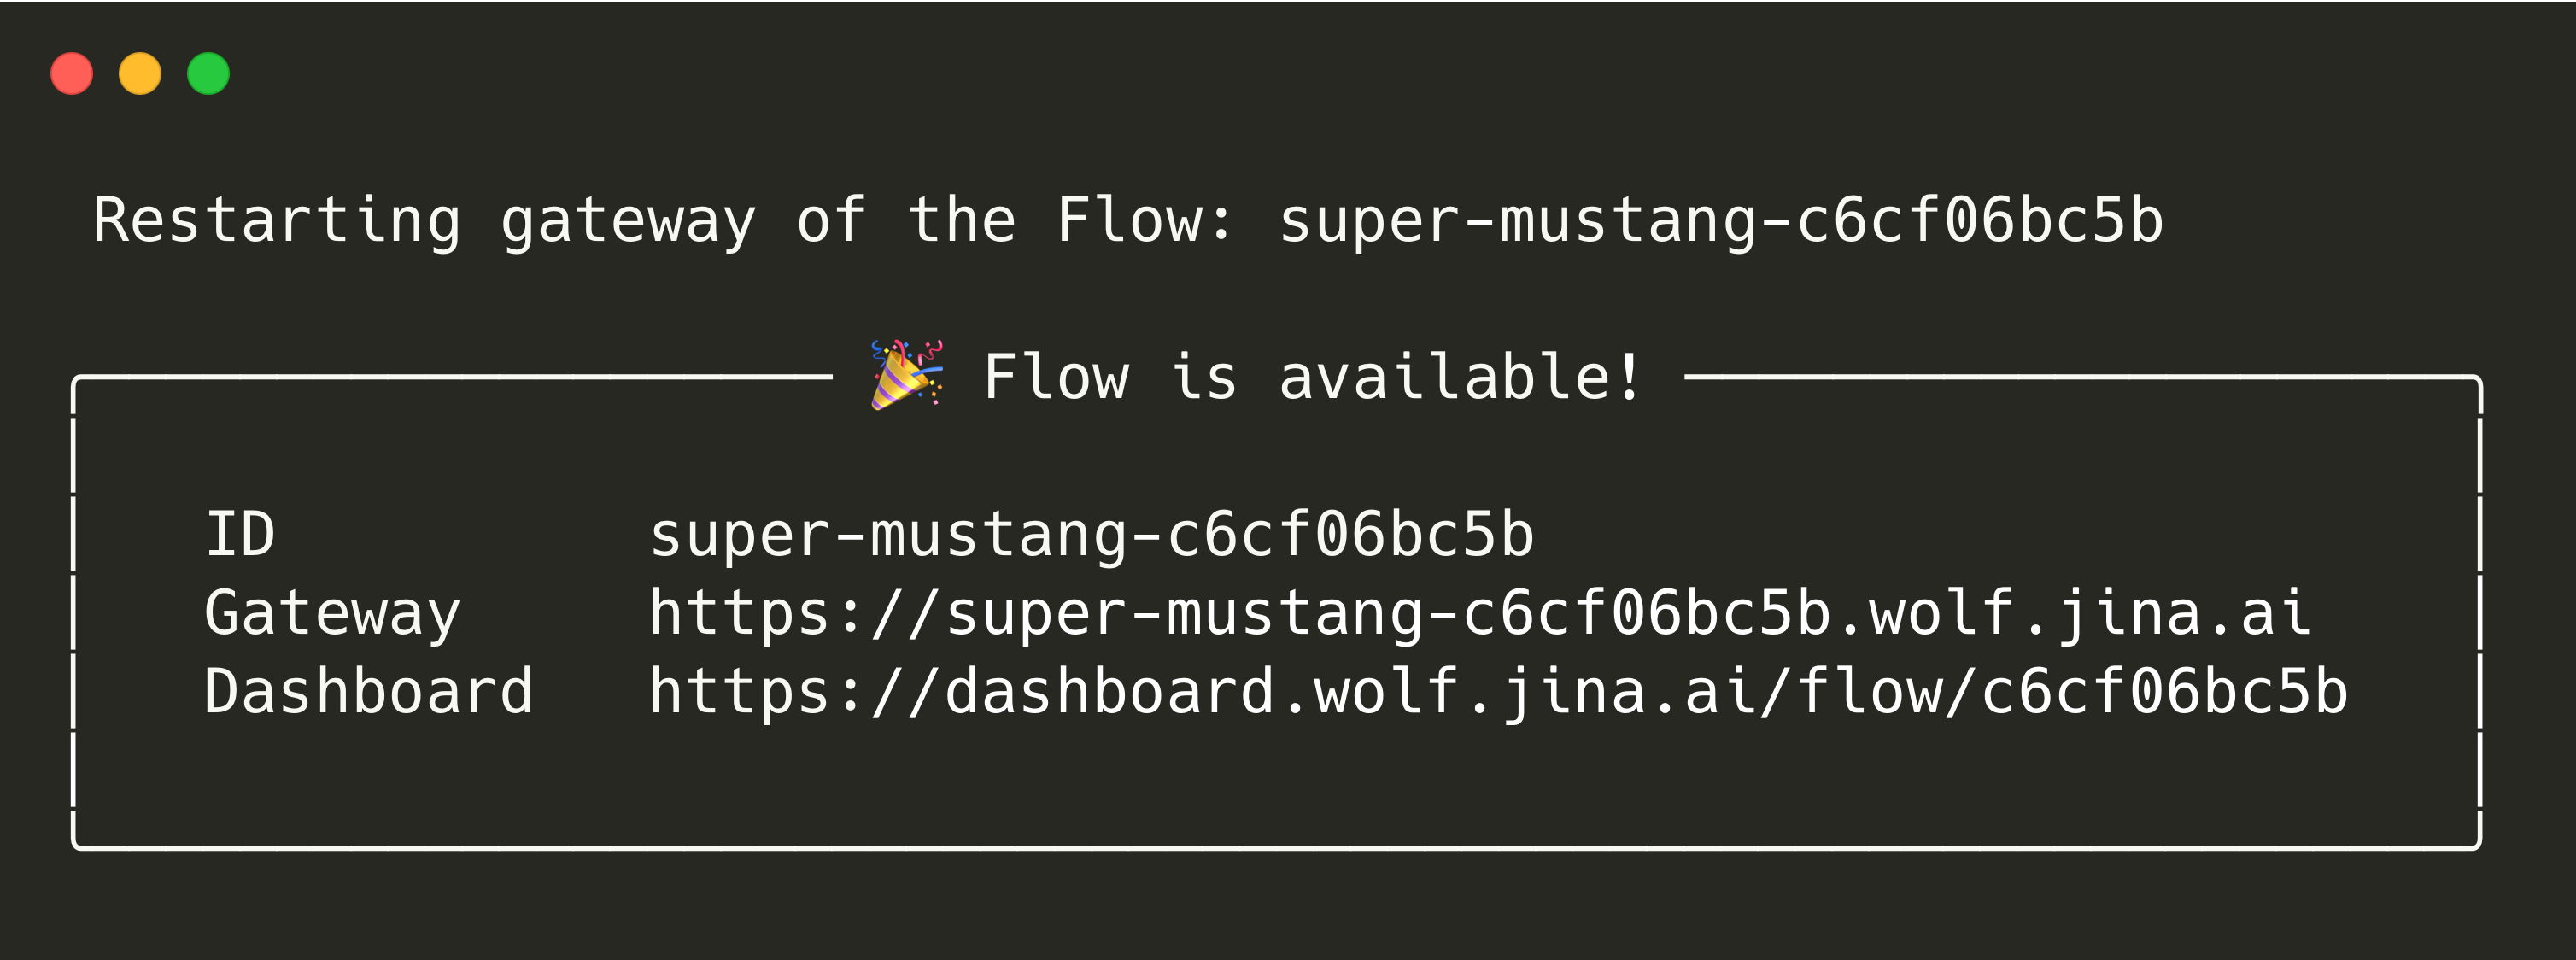 Restarting gateway of the Flow: super-mustang-c6cf06bc5b
🎉 Flow is available!
ID super-mustang-c6cf06bc5b
Gateway https://super-mustang-c6cf06bc5b.wolf.jina.ai
Dashboard https://dashboard.wolf.jina.ai/flow/c6cf06bc5b